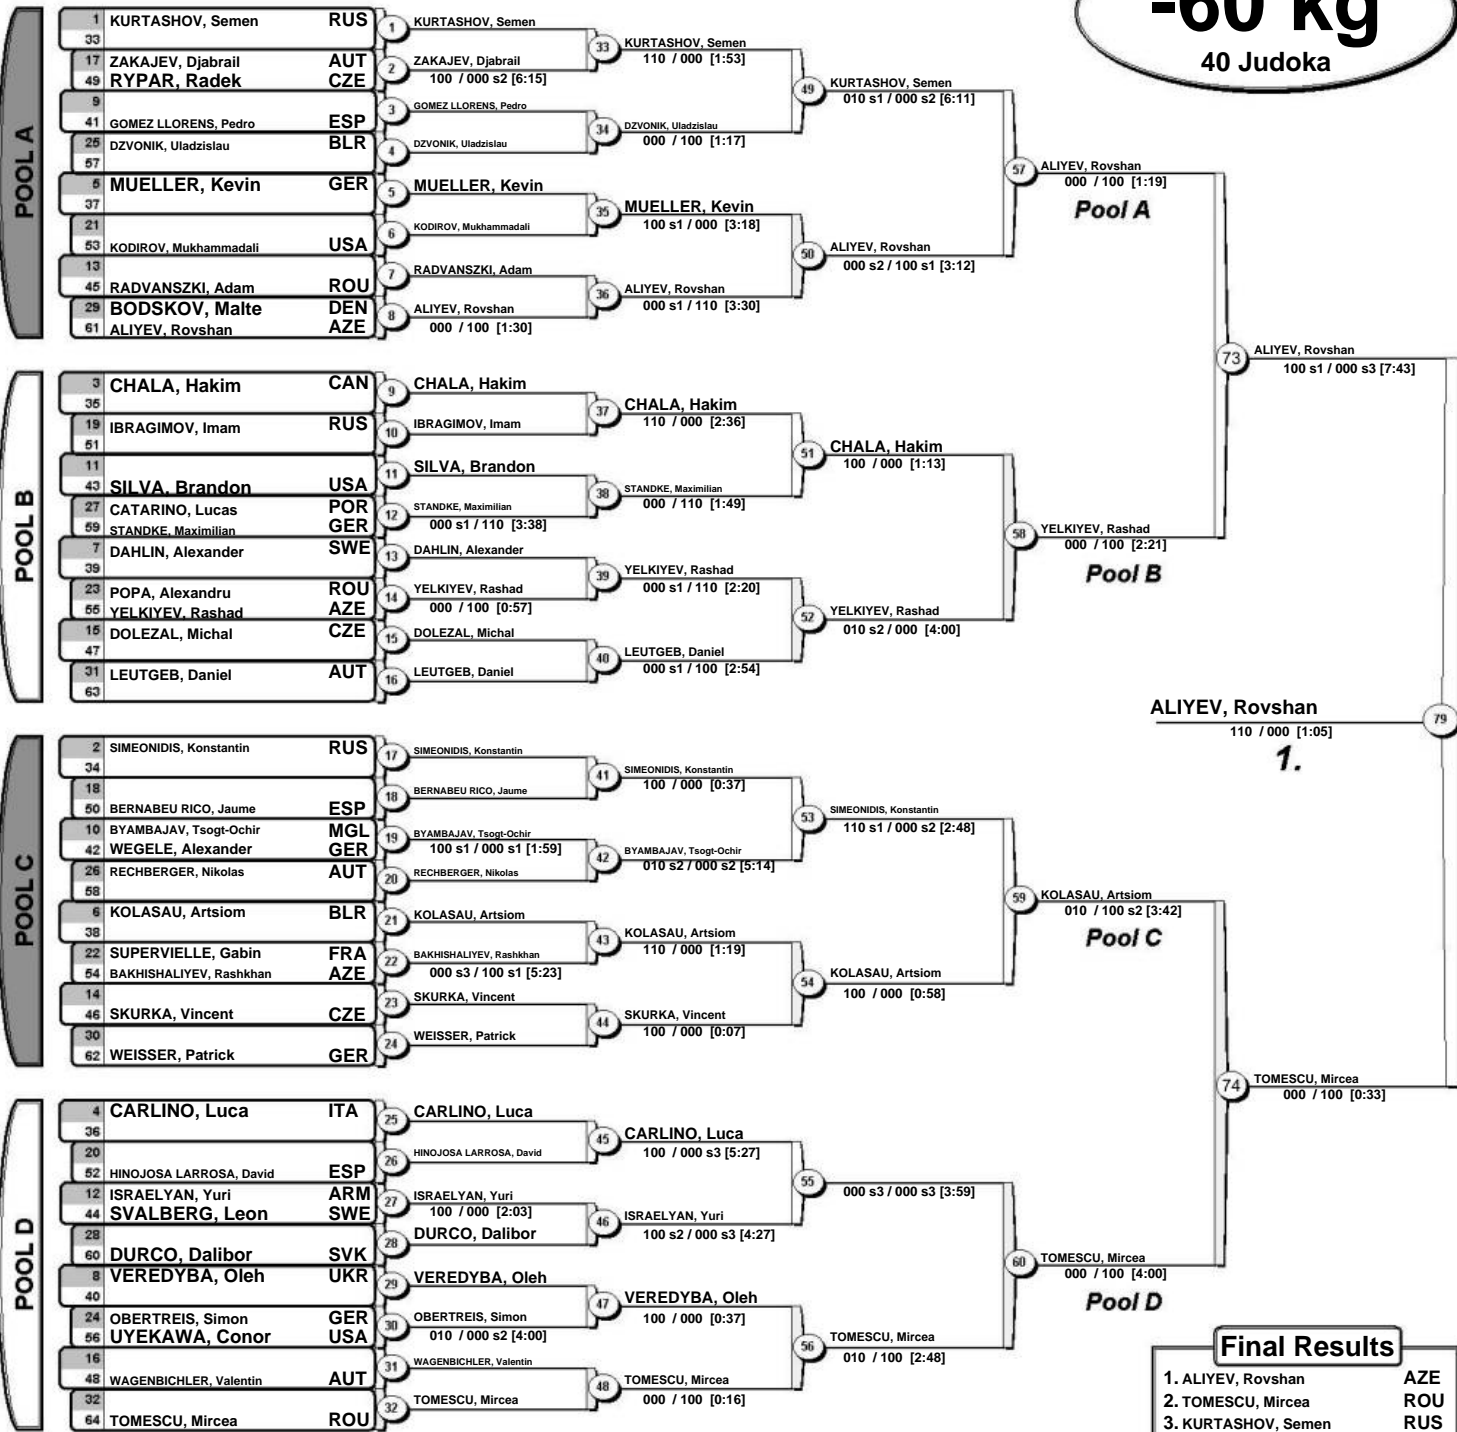 -60 kg
40 Judoka
POOL A
1 KURTASHOV, Semen RUS
33
17 ZAKAJEV, Djabrail AUT
49 RYPAR, Radek CZE
9
41 GOMEZ LLORENS, Pedro ESP
25 DZVONIK, Uladzislau BLR
57
5 MUELLER, Kevin GER
37
21
53 KODIROV, Mukhammadali USA
13
45 RADVANSZKI, Adam ROU
29 BODSKOV, Malte DEN
61 ALIYEV, Rovshan AZE
1 KURTASHOV, Semen
2 ZAKAJEV, Djabrail
100 / 000 s2 [6:15]
3 GOMEZ LLORENS, Pedro
4 DZVONIK, Uladzislau
5 MUELLER, Kevin
6 KODIROV, Mukhammadali
7 RADVANSZKI, Adam
8 ALIYEV, Rovshan
000 / 100 [1:30]
33 KURTASHOV, Semen
110 / 000 [1:53]
34 DZVONIK, Uladzislau
000 / 100 [1:17]
35 MUELLER, Kevin
100 s1 / 000 [3:18]
36 ALIYEV, Rovshan
000 s1 / 110 [3:30]
49 KURTASHOV, Semen
010 s1 / 000 s2 [6:11]
50 ALIYEV, Rovshan
000 s2 / 100 s1 [3:12]
57 ALIYEV, Rovshan
000 / 100 [1:19]
Pool A
POOL B
3 CHALA, Hakim CAN
35
19 IBRAGIMOV, Imam RUS
51
11
43 SILVA, Brandon USA
27 CATARINO, Lucas POR
59 STANDKE, Maximilian GER
7 DAHLIN, Alexander SWE
39
23 POPA, Alexandru ROU
55 YELKIYEV, Rashad AZE
15 DOLEZAL, Michal CZE
47
31 LEUTGEB, Daniel AUT
63
9 CHALA, Hakim
10 IBRAGIMOV, Imam
11 SILVA, Brandon
12 STANDKE, Maximilian
000 s1 / 110 [3:38]
13 DAHLIN, Alexander
14 YELKIYEV, Rashad
000 / 100 [0:57]
15 DOLEZAL, Michal
16 LEUTGEB, Daniel
37 CHALA, Hakim
110 / 000 [2:36]
38 STANDKE, Maximilian
000 / 110 [1:49]
39 YELKIYEV, Rashad
000 s1 / 110 [2:20]
40 LEUTGEB, Daniel
000 s1 / 100 [2:54]
51 CHALA, Hakim
100 / 000 [1:13]
52 YELKIYEV, Rashad
010 s2 / 000 [4:00]
58 YELKIYEV, Rashad
000 / 100 [2:21]
Pool B
73 ALIYEV, Rovshan
100 s1 / 000 s3 [7:43]
ALIYEV, Rovshan 79
110 / 000 [1:05]
1.
POOL C
2 SIMEONIDIS, Konstantin RUS
34
18
50 BERNABEU RICO, Jaume ESP
10 BYAMBAJAV, Tsogt-Ochir MGL
42 WEGELE, Alexander GER
26 RECHBERGER, Nikolas AUT
58
6 KOLASAU, Artsiom BLR
38
22 SUPERVIELLE, Gabin FRA
54 BAKHISHALIYEV, Rashkhan AZE
14
46 SKURKA, Vincent CZE
30
62 WEISSER, Patrick GER
17 SIMEONIDIS, Konstantin
18 BERNABEU RICO, Jaume
19 BYAMBAJAV, Tsogt-Ochir
100 s1 / 000 s1 [1:59]
20 RECHBERGER, Nikolas
21 KOLASAU, Artsiom
22 BAKHISHALIYEV, Rashkhan
000 s3 / 100 s1 [5:23]
23 SKURKA, Vincent
24 WEISSER, Patrick
41 SIMEONIDIS, Konstantin
100 / 000 [0:37]
42 BYAMBAJAV, Tsogt-Ochir
010 s2 / 000 s2 [5:14]
43 KOLASAU, Artsiom
110 / 000 [1:19]
44 SKURKA, Vincent
100 / 000 [0:07]
53 SIMEONIDIS, Konstantin
110 s1 / 000 s2 [2:48]
54 KOLASAU, Artsiom
100 / 000 [0:58]
59 KOLASAU, Artsiom
010 / 100 s2 [3:42]
Pool C
POOL D
4 CARLINO, Luca ITA
36
20
52 HINOJOSA LARROSA, David ESP
12 ISRAELYAN, Yuri ARM
44 SVALBERG, Leon SWE
28
60 DURCO, Dalibor SVK
8 VEREDYBA, Oleh UKR
40
24 OBERTREIS, Simon GER
56 UYEKAWA, Conor USA
16
48 WAGENBICHLER, Valentin AUT
32
64 TOMESCU, Mircea ROU
25 CARLINO, Luca
26 HINOJOSA LARROSA, David
27 ISRAELYAN, Yuri
100 / 000 [2:03]
28 DURCO, Dalibor
29 VEREDYBA, Oleh
30 OBERTREIS, Simon
010 / 000 s2 [4:00]
31 WAGENBICHLER, Valentin
32 TOMESCU, Mircea
45 CARLINO, Luca
100 / 000 s3 [5:27]
46 ISRAELYAN, Yuri
100 s2 / 000 s3 [4:27]
47 VEREDYBA, Oleh
100 / 000 [0:37]
48 TOMESCU, Mircea
000 / 100 [0:16]
55
000 s3 / 000 s3 [3:59]
56 TOMESCU, Mircea
010 / 100 [2:48]
60 TOMESCU, Mircea
000 / 100 [4:00]
Pool D
74 TOMESCU, Mircea
000 / 100 [0:33]
Final Results
1. ALIYEV, Rovshan AZE
2. TOMESCU, Mircea ROU
3. KURTASHOV, Semen RUS